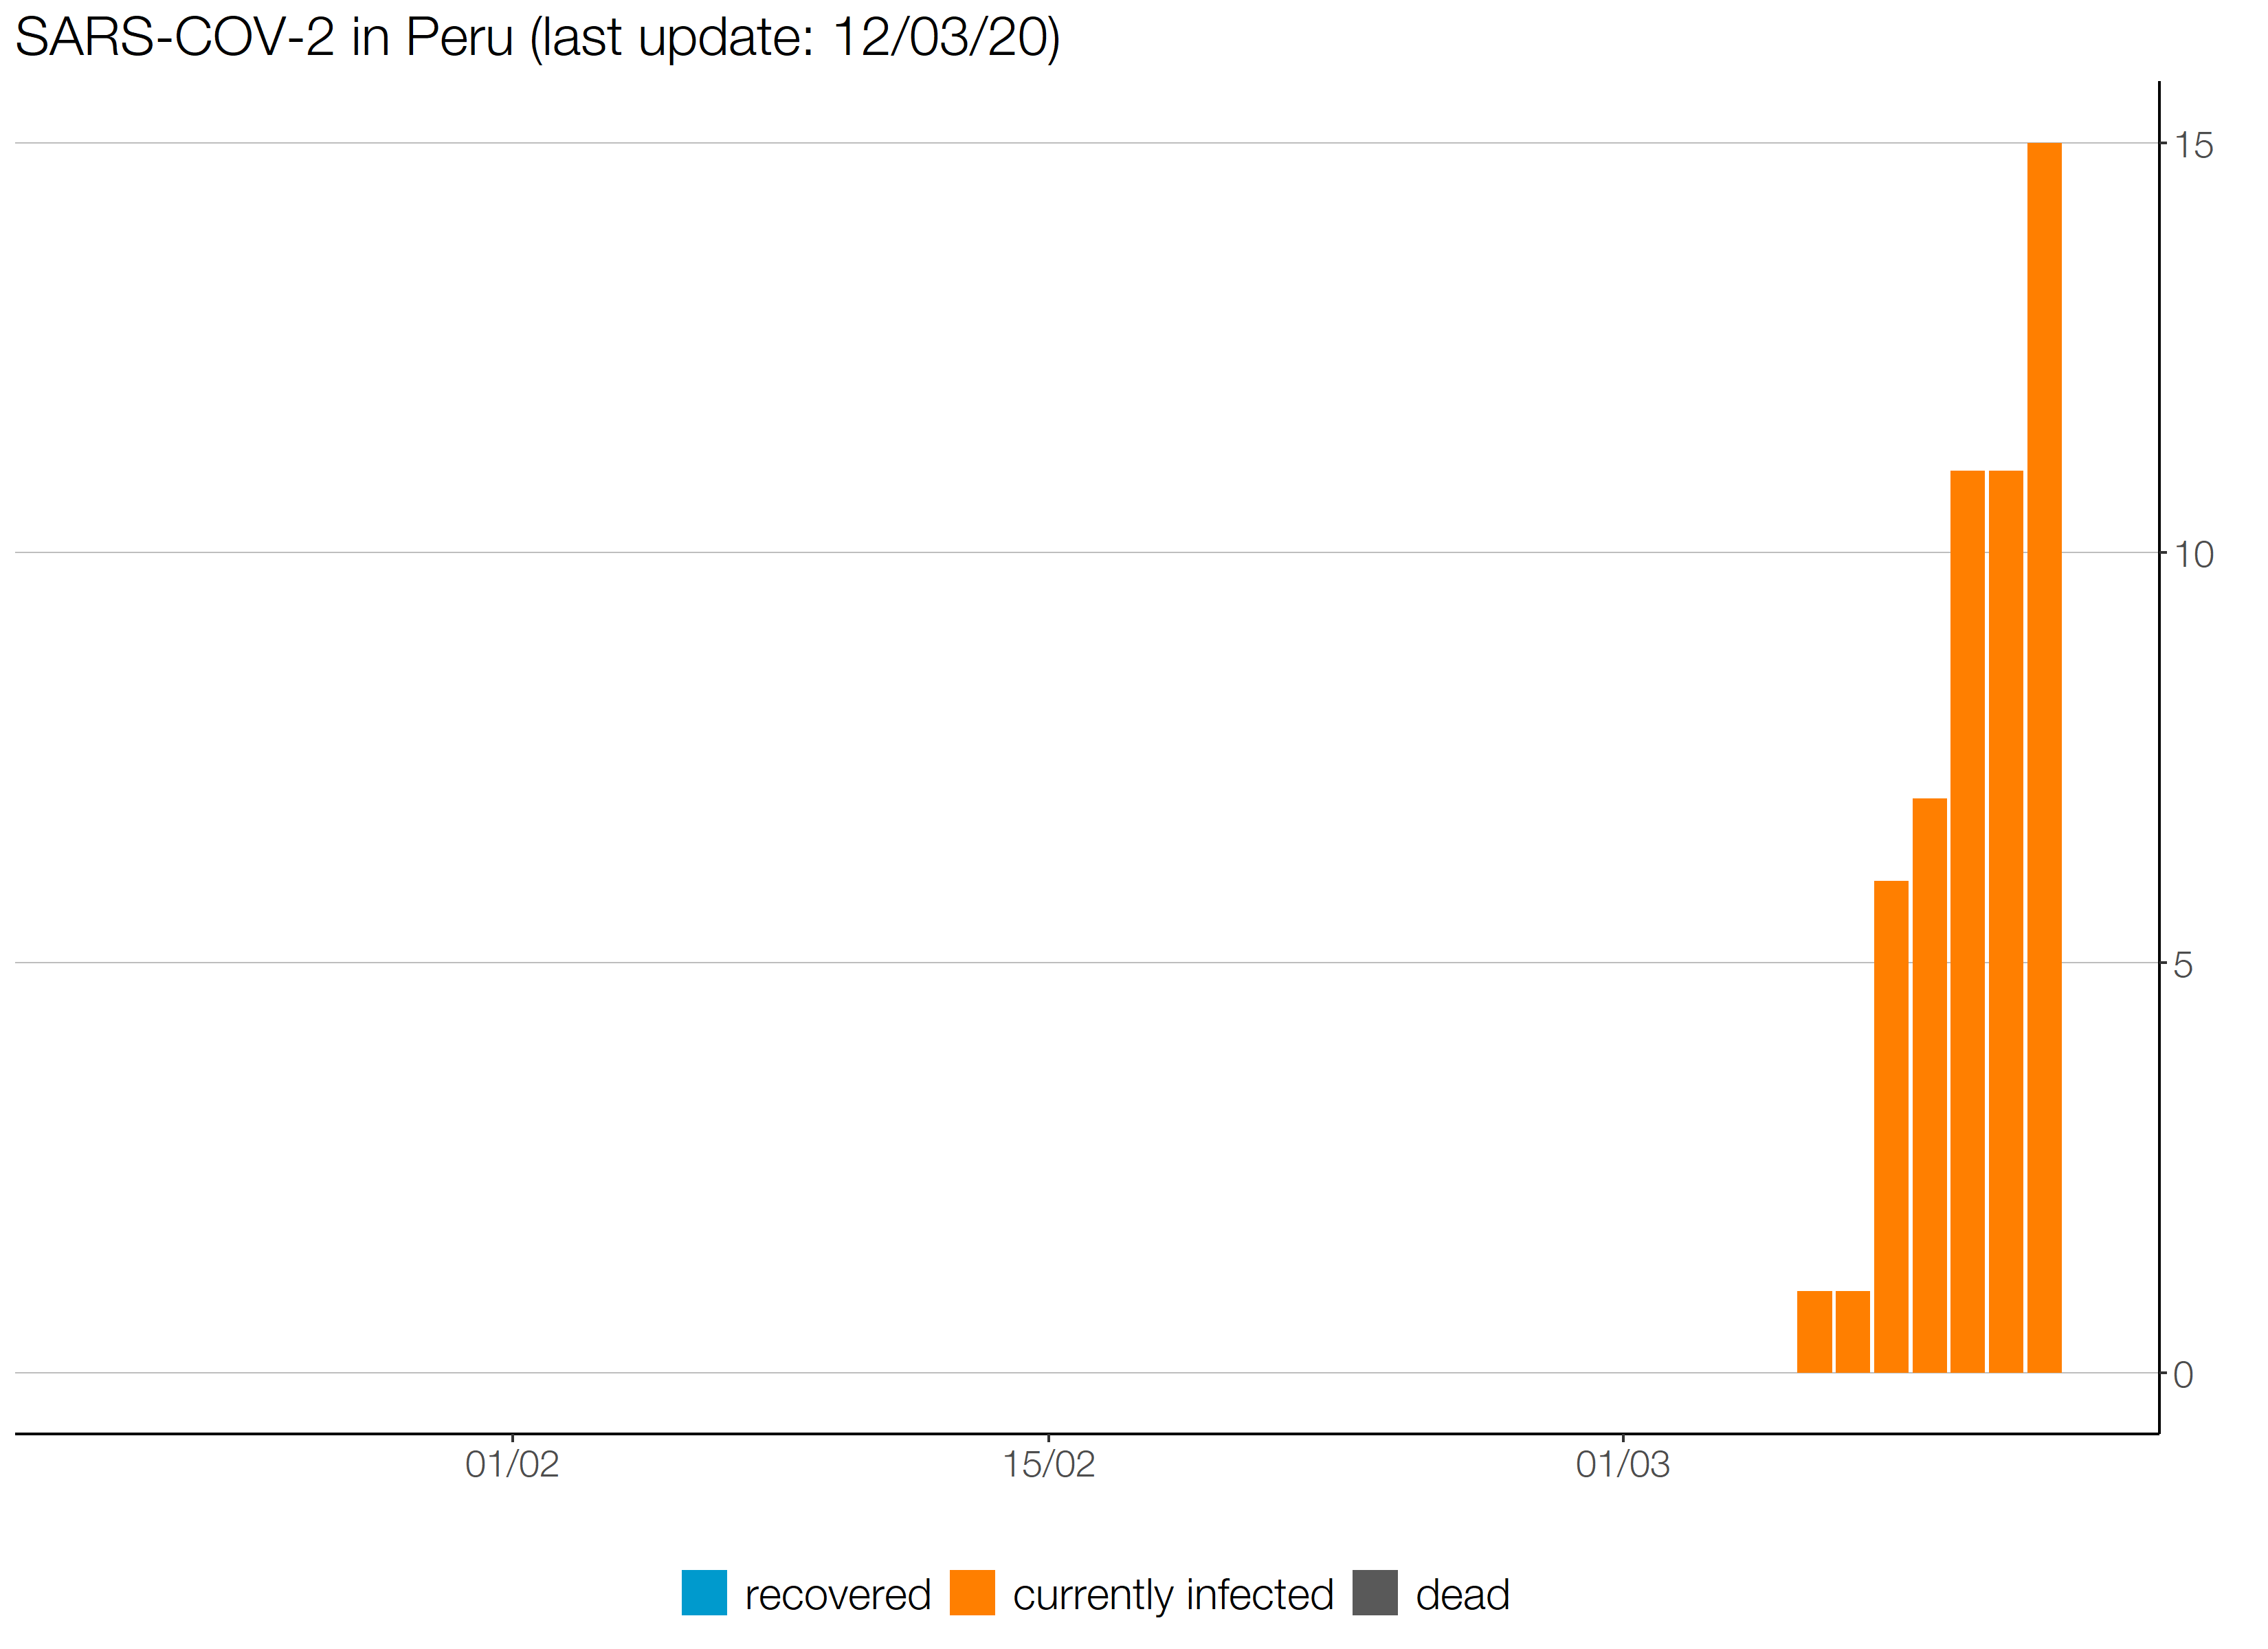 SARS-COV-2 in Peru (last update: 12/03/20)
15
10
5
0
01/02 15/02 01/03
recovered currently infected dead